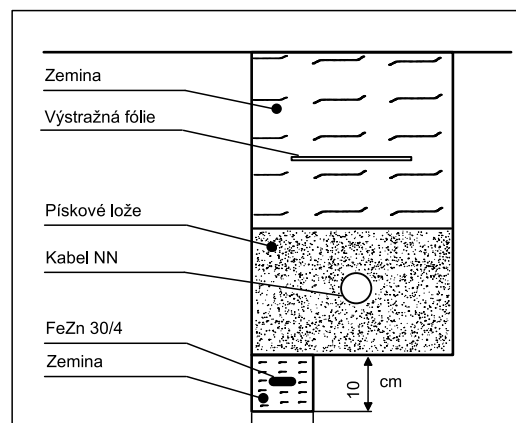 Zemina
Výstražná fólie
Pískové lože
Kabel NN
FeZn 30/4
Zemina
10 cm